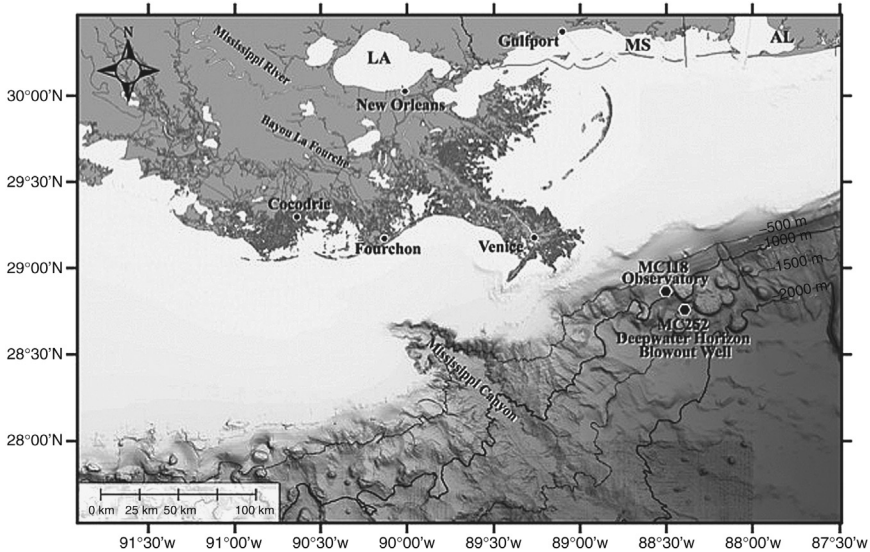 N
Mississippi River
LA
Gulfport
MS
AL
30°00'N
New Orleans
Bayou La Fourche
29°50'N
Cocodrie
Fourchon
Venice
29°00'N
500 m
1000 m
1500 m
2000 m
MC118
Observatory
MC252
Deepwater Horizon
Blowout Well
28°50'N
Mississippi Canyon
28°00'N
0 km 25 km 50 km 100 km
91°30'W 91°00'W 90°30'W 90°00'W 89°30'W 89°00'W 88°30'W 88°00'W 87°30'W